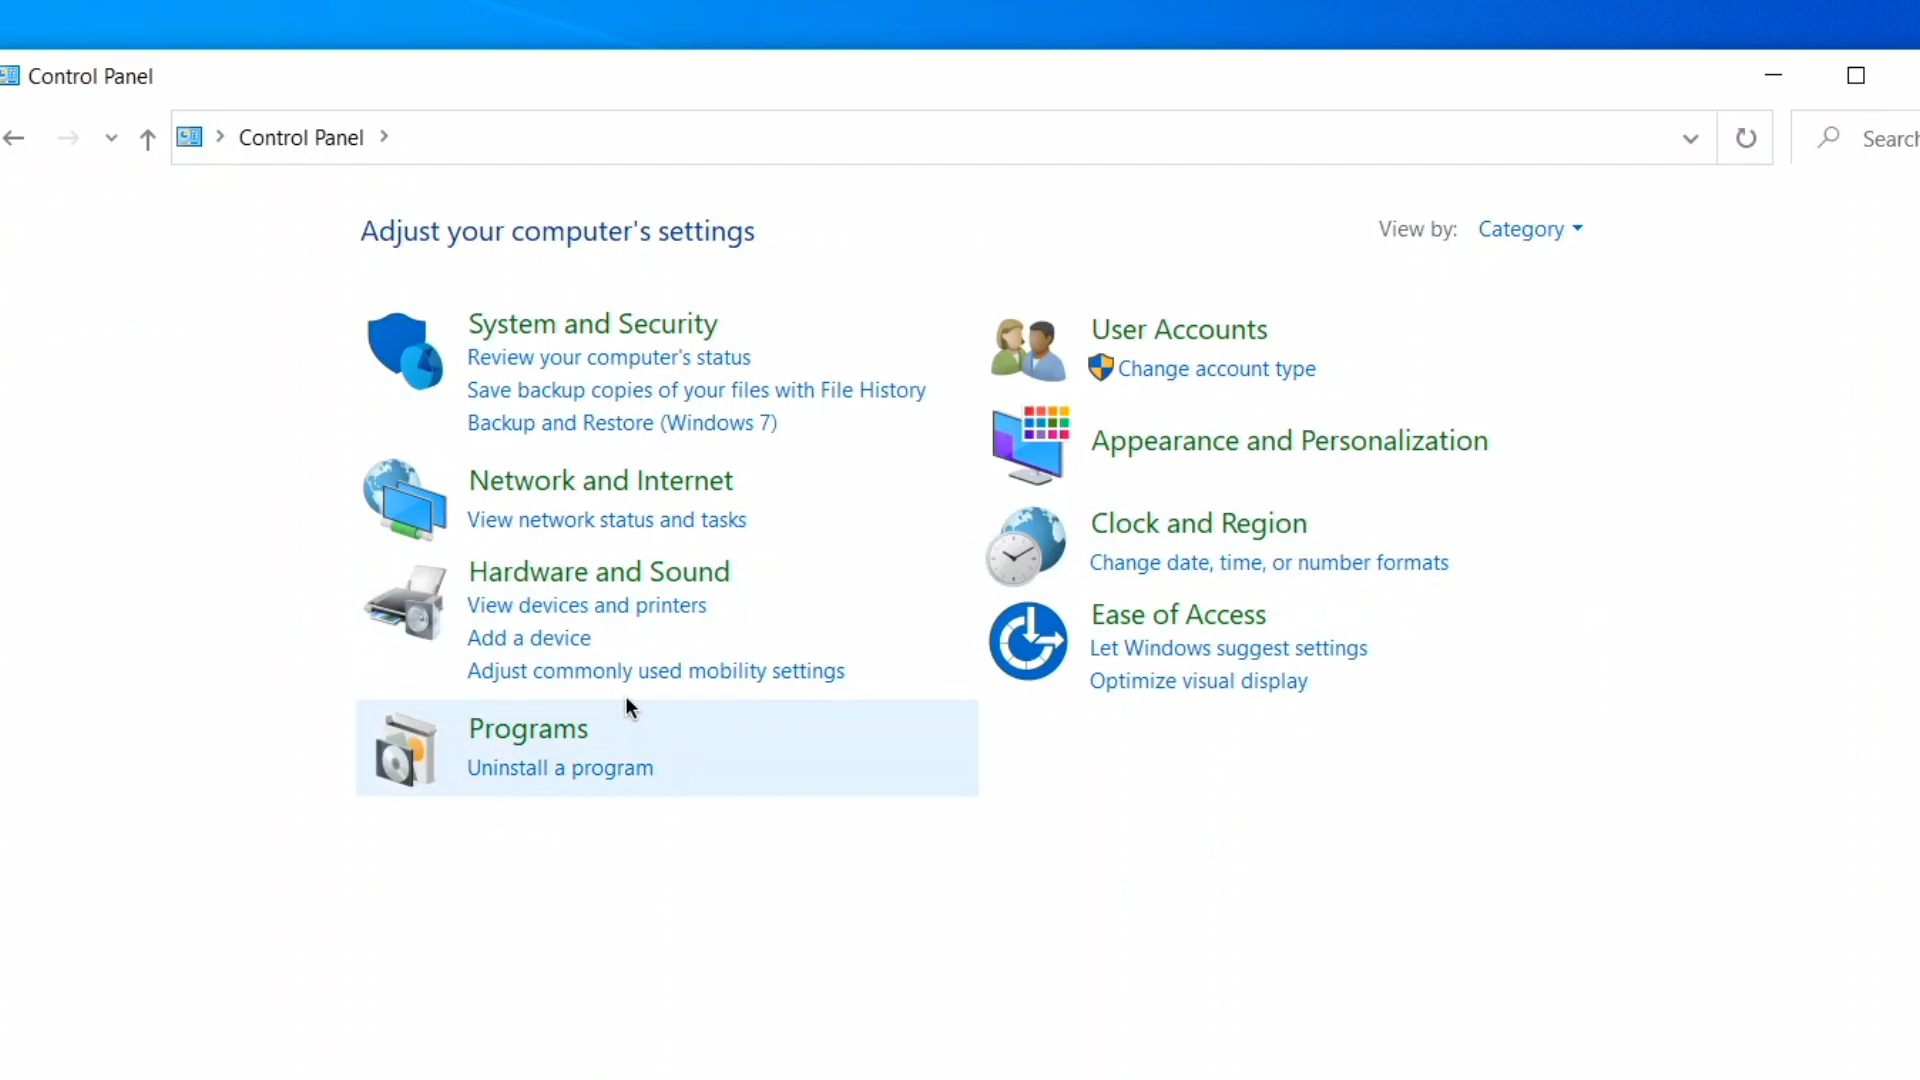 Control Panel
Control Panel
Search
Adjust your computer's settings
View by: Category
System and Security
Review your computer's status
Save backup copies of your files with File History
Backup and Restore (Windows 7)
Network and Internet
View network status and tasks
Hardware and Sound
View devices and printers
Add a device
Adjust commonly used mobility settings
Programs
Uninstall a program
User Accounts
Change account type
Appearance and Personalization
Clock and Region
Change date, time, or number formats
Ease of Access
Let Windows suggest settings
Optimize visual display